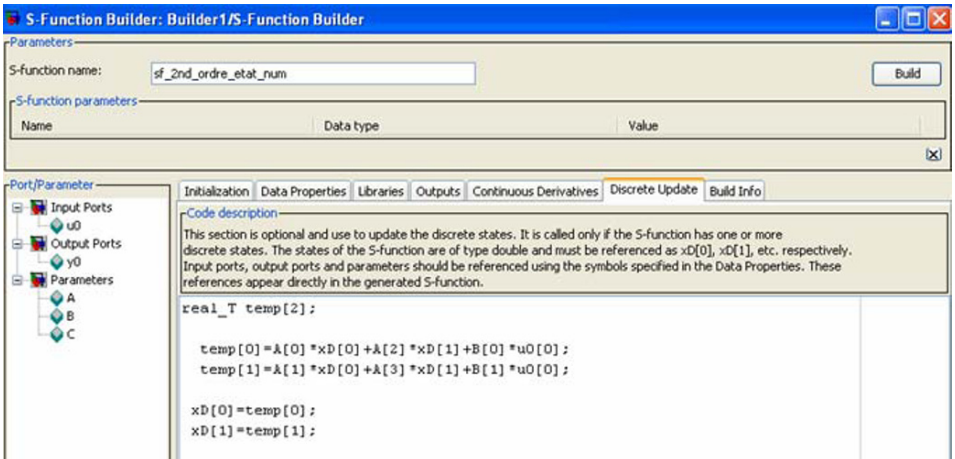 S-Function Builder: Builder1/S-Function Builder
Parameters
S-function name: sf_2nd_ordre_etat_num Build
S-function parameters
Name Data type Value
Port/Parameter
Input Ports
u0
Output Ports
y0
Parameters
A
B
C
Initialization Data Properties Libraries Outputs Continuous Derivatives Discrete Update Build Info
Code description
This section is optional and use to update the discrete states. It is called only if the S-function has one or more
discrete states. The states of the S-function are of type double and must be referenced as xD[0], xD[1], etc. respectively.
Input ports, output ports and parameters should be referenced using the symbols specified in the Data Properties. These
references appear directly in the generated S-function.
real_T temp[2];
temp[0]=A[0]*xD[0]+A[2]*xD[1]+B[0]*u0[0];
temp[1]=A[1]*xD[0]+A[3]*xD[1]+B[1]*u0[0];
xD[0]=temp[0];
xD[1]=temp[1];